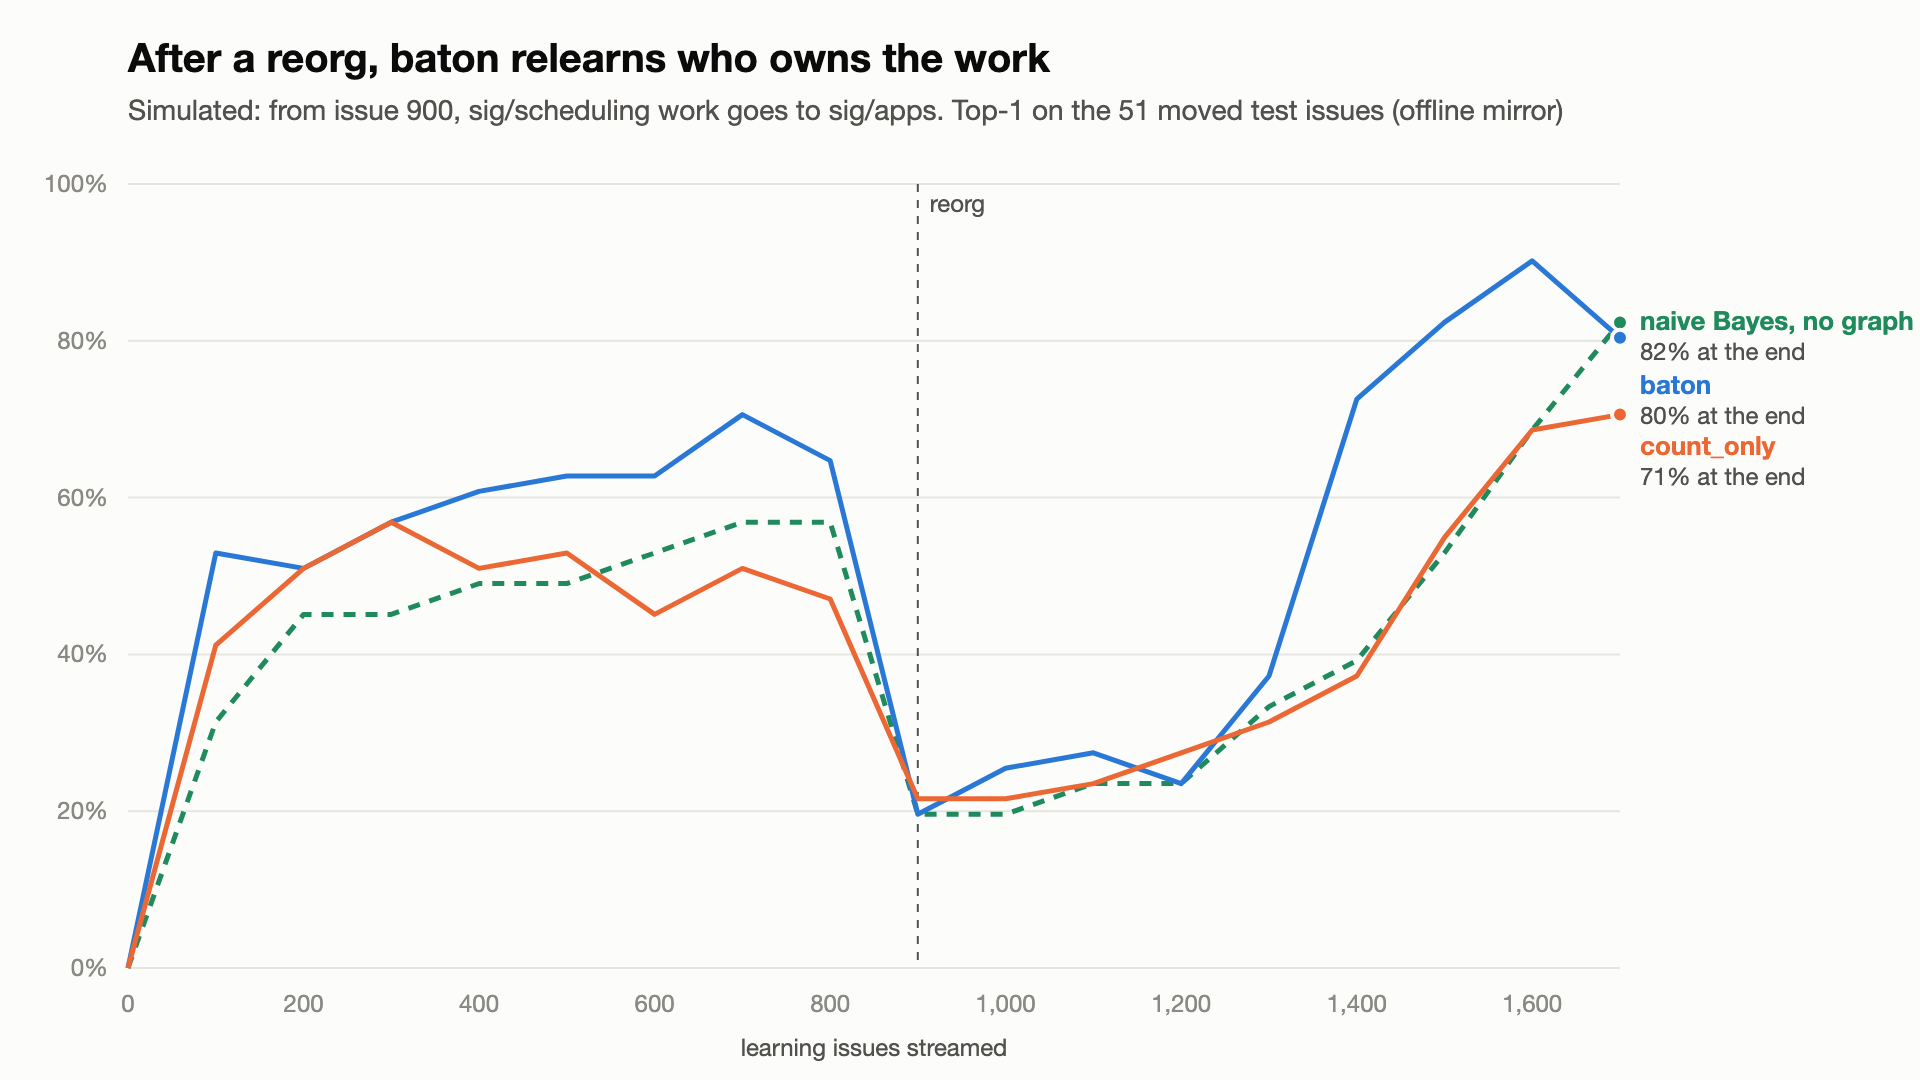 After a reorg, baton relearns who owns the work
Simulated: from issue 900, sig/scheduling work goes to sig/apps. Top-1 on the 51 moved test issues (offline mirror)
100%
reorg
80%
60%
40%
20%
0%
naive Bayes, no graph
82% at the end
baton
80% at the end
count_only
71% at the end
0 200 400 600 800 1,000 1,200 1,400 1,600
learning issues streamed